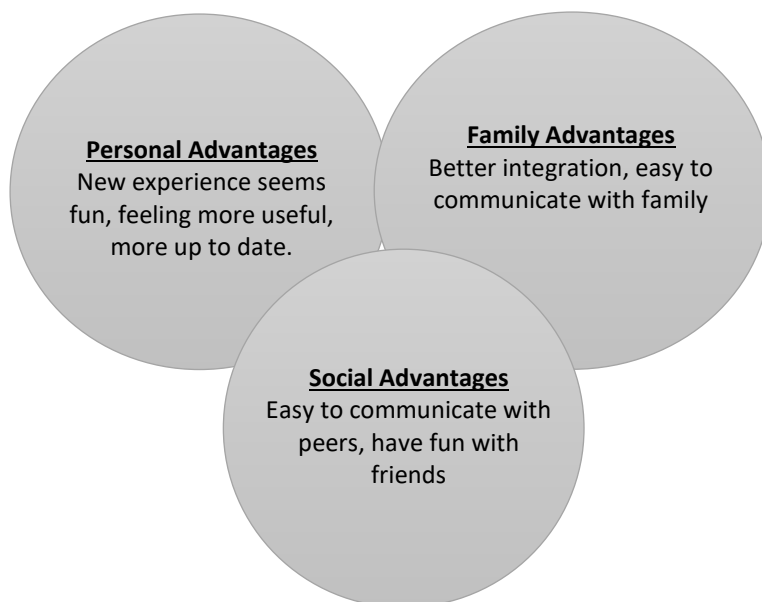 Personal Advantages
New experience seems
fun, feeling more useful,
more up to date.
Family Advantages
Better integration, easy to
communicate with family
Social Advantages
Easy to communicate with
peers, have fun with
friends